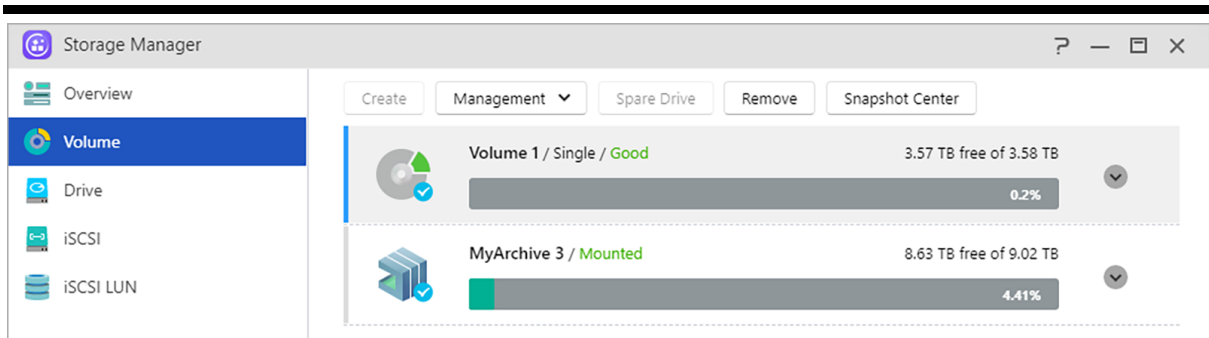 Storage Manager
Overview
Volume
Drive
iSCSI
iSCSI LUN
Create Management Spare Drive Remove Snapshot Center
Volume 1 / Single / Good 3.57 TB free of 3.58 TB
0.2%
MyArchive 3 / Mounted 8.63 TB free of 9.02 TB
4.41%